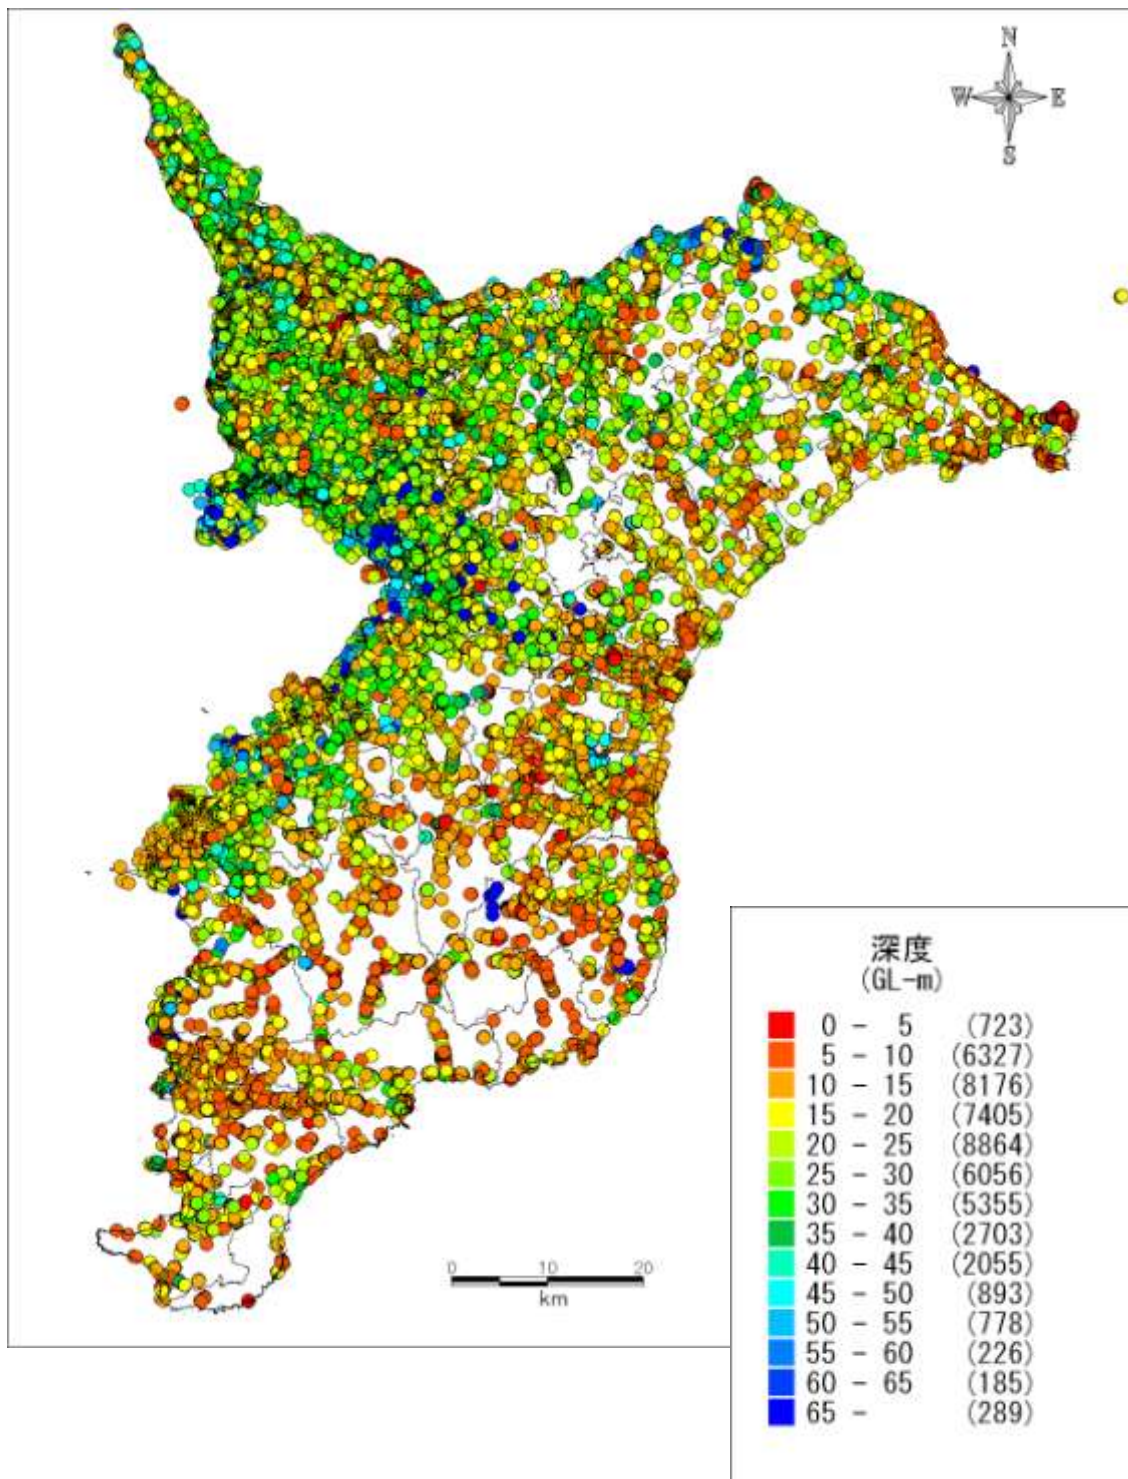 N
W E
S
0 10 20
km
深度
(GL-m)
0 - 5 (723)
5 - 10 (6327)
10 - 15 (8176)
15 - 20 (7405)
20 - 25 (8864)
25 - 30 (6056)
30 - 35 (5355)
35 - 40 (2703)
40 - 45 (2055)
45 - 50 (893)
50 - 55 (778)
55 - 60 (226)
60 - 65 (185)
65 - (289)